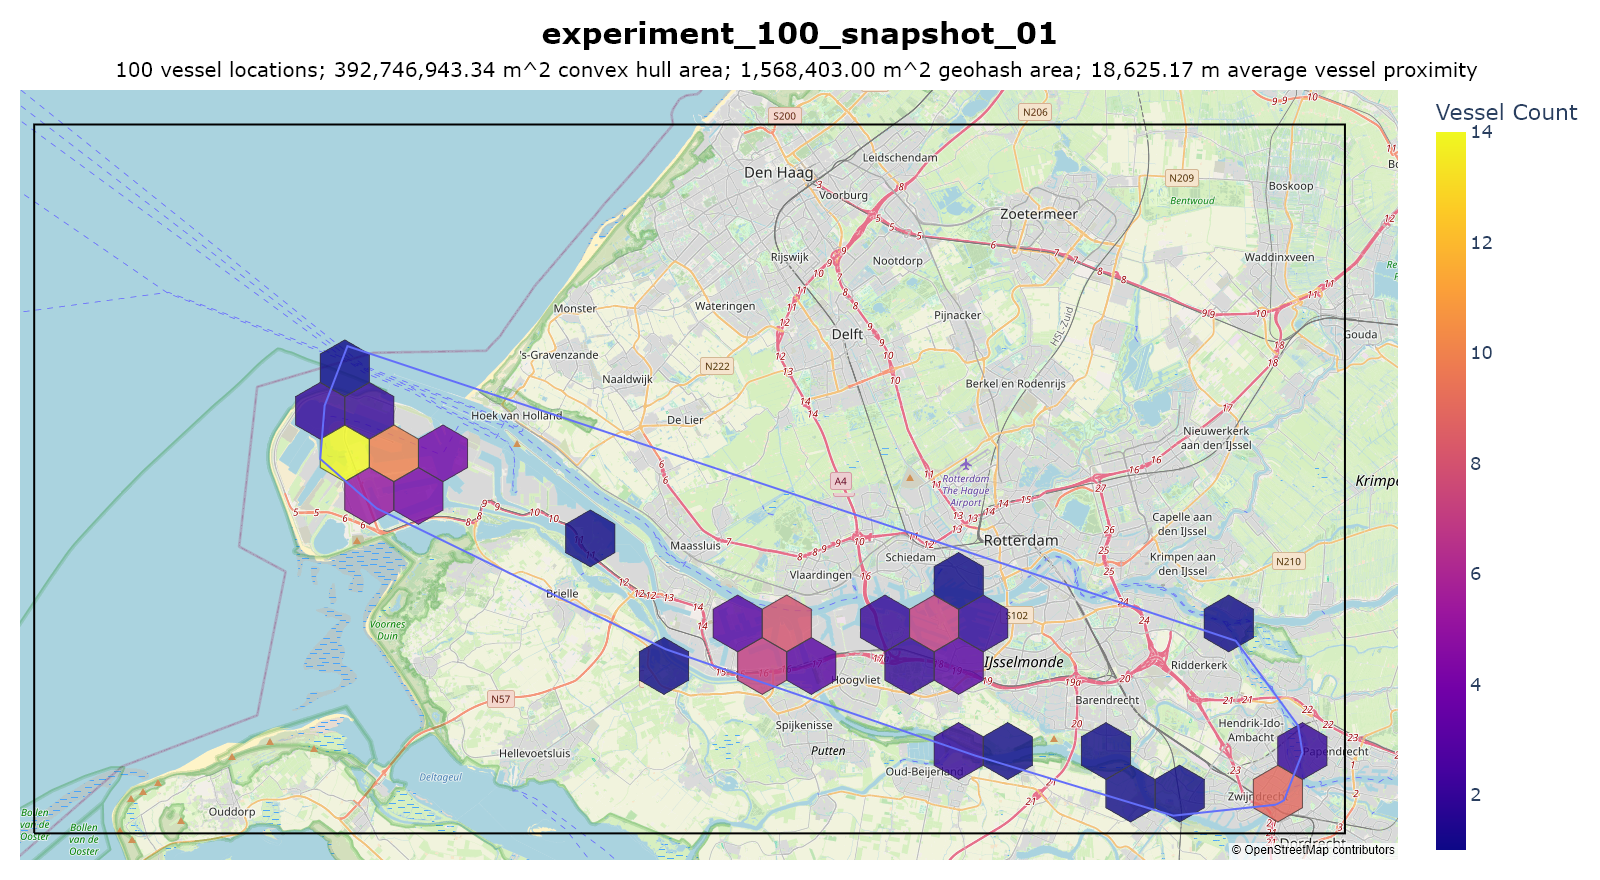 experiment_100_snapshot_01
100 vessel locations; 392,746,943.34 m^2 convex hull area; 1,568,403.00 m^2 geohash area; 18,625.17 m average vessel proximity
Vessel Count
14
12
10
8
6
4
2
S200
N206
Leidschendam
Den Haag
Voorburg
N209
Boskoop
Bentwoud
Zoetermeer
Rijswijk
Nootdorp
Waddinxveen
Monster
Wateringen
Pijnacker
HSL-Zuid
Delft
Gouda
's-Gravenzande
N222
Naaldwijk
Berkel en Rodenrijs
Hoek van Holland
De Lier
Nieuwerkerk
aan den IJssel
A4
Rotterdam
The Hague
Airport
Capelle aan
den IJssel
Rotterdam
Maassluis
Schiedam
Krimpen aan
den IJssel
N210
Vlaardingen
Brielle
S102
Voornes
Duin
IJsselmonde
Ridderkerk
Hoogvliet
N57
Barendrecht
Spijkenisse
Hendrik-Ido-
Ambacht
Hellevoetsluis
Putten
Papendrecht
Oud-Beijerland
Deltageul
Zwijndrecht
Ouddorp
Bollen
van de
Ooster
Bollen
van de
Ooster
Dordrecht
© OpenStreetMap contributors